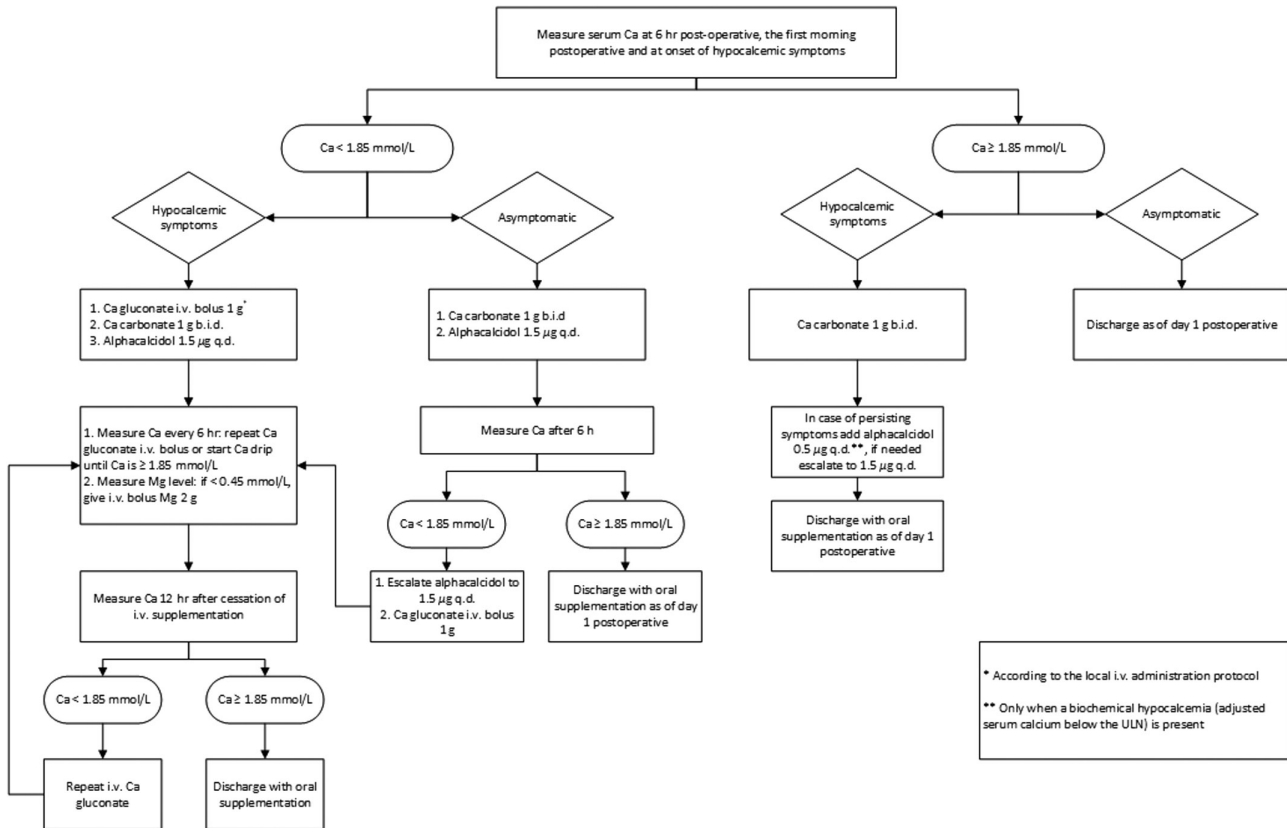 Measure serum Ca at 6 hr post-operative, the first morning
postoperative and at onset of hypocalcemic symptoms
Ca < 1.85 mmol/L
Ca ≥ 1.85 mmol/L
Hypocalcemic
symptoms
Asymptomatic
Hypocalcemic
symptoms
Asymptomatic
1. Ca gluconate i.v. bolus 1 g*
2. Ca carbonate 1 g b.i.d.
3. Alphacalcidol 1.5 µg q.d.
1. Ca carbonate 1 g b.i.d
2. Alphacalcidol 1.5 µg q.d.
Ca carbonate 1 g b.i.d.
Discharge as of day 1 postoperative
1. Measure Ca every 6 hr: repeat Ca
gluconate i.v. bolus or start Ca drip
until Ca is ≥ 1.85 mmol/L
2. Measure Mg level: if < 0.45 mmol/L,
give i.v. bolus Mg 2 g
Measure Ca after 6 h
In case of persisting
symptoms add alphacalcidol
0.5 µg q.d.**, if needed
escalate to 1.5 µg q.d.
Ca < 1.85 mmol/L
Ca ≥ 1.85 mmol/L
Discharge with oral
supplementation as of day 1
postoperative
Measure Ca 12 hr after cessation of
i.v. supplementation
1. Escalate alphacalcidol to
1.5 µg q.d.
2. Ca gluconate i.v. bolus
1 g
Discharge with oral
supplementation as of day
1 postoperative
Ca < 1.85 mmol/L
Ca ≥ 1.85 mmol/L
Repeat i.v. Ca
gluconate
Discharge with oral
supplementation
* According to the local i.v. administration protocol
** Only when a biochemical hypocalcemia (adjusted
serum calcium below the ULN) is present